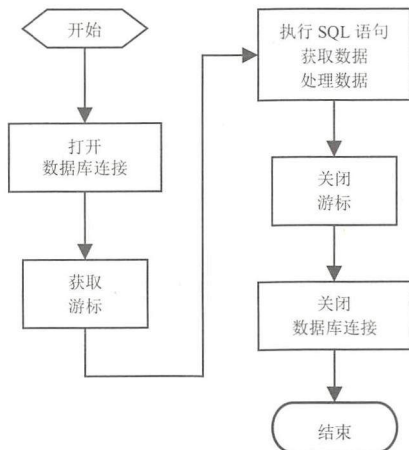 开始
打开
数据库连接
获取
游标
执行 SQL 语句
获取数据
处理数据
关闭
游标
关闭
数据库连接
结束